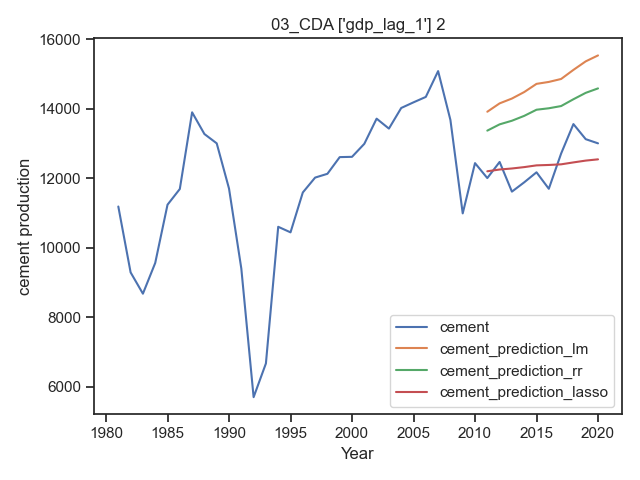 03_CDA ['gdp_lag_1'] 2
16000
14000
12000
10000
8000
6000
cement production
1980
1985
1990
1995
2000
2005
2010
2015
2020
Year
cement
cement_prediction_lm
cement_prediction_rr
cement_prediction_lasso